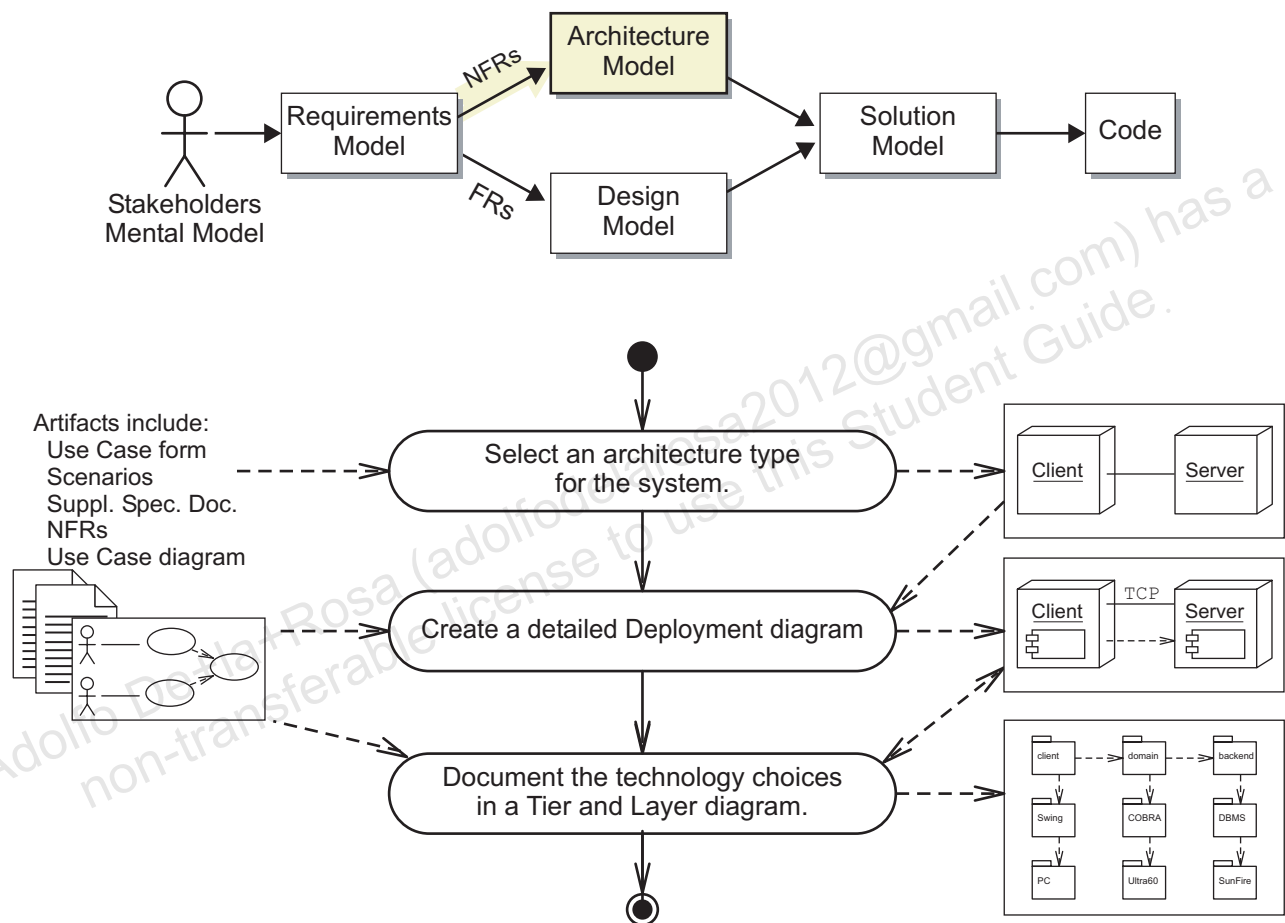 Architecture
Model
NFRs
Requirements
Model
Solution
Model
Code
FRs
Design
Model
Stakeholders
Mental Model
Artifacts include:
Use Case form
Scenarios
Suppl. Spec. Doc.
NFRs
Use Case diagram
Select an architecture type
for the system.
Client
Server
Create a detailed Deployment diagram
Client
TCP
Server
Document the technology choices
in a Tier and Layer diagram.
client
domain
backend
Swing
COBRA
DBMS
PC
Ultra60
SunFire
Adolfo De+la+Rosa (adolfodelarosa2012@gmail.com) has a
non-transferable license to use this Student Guide.